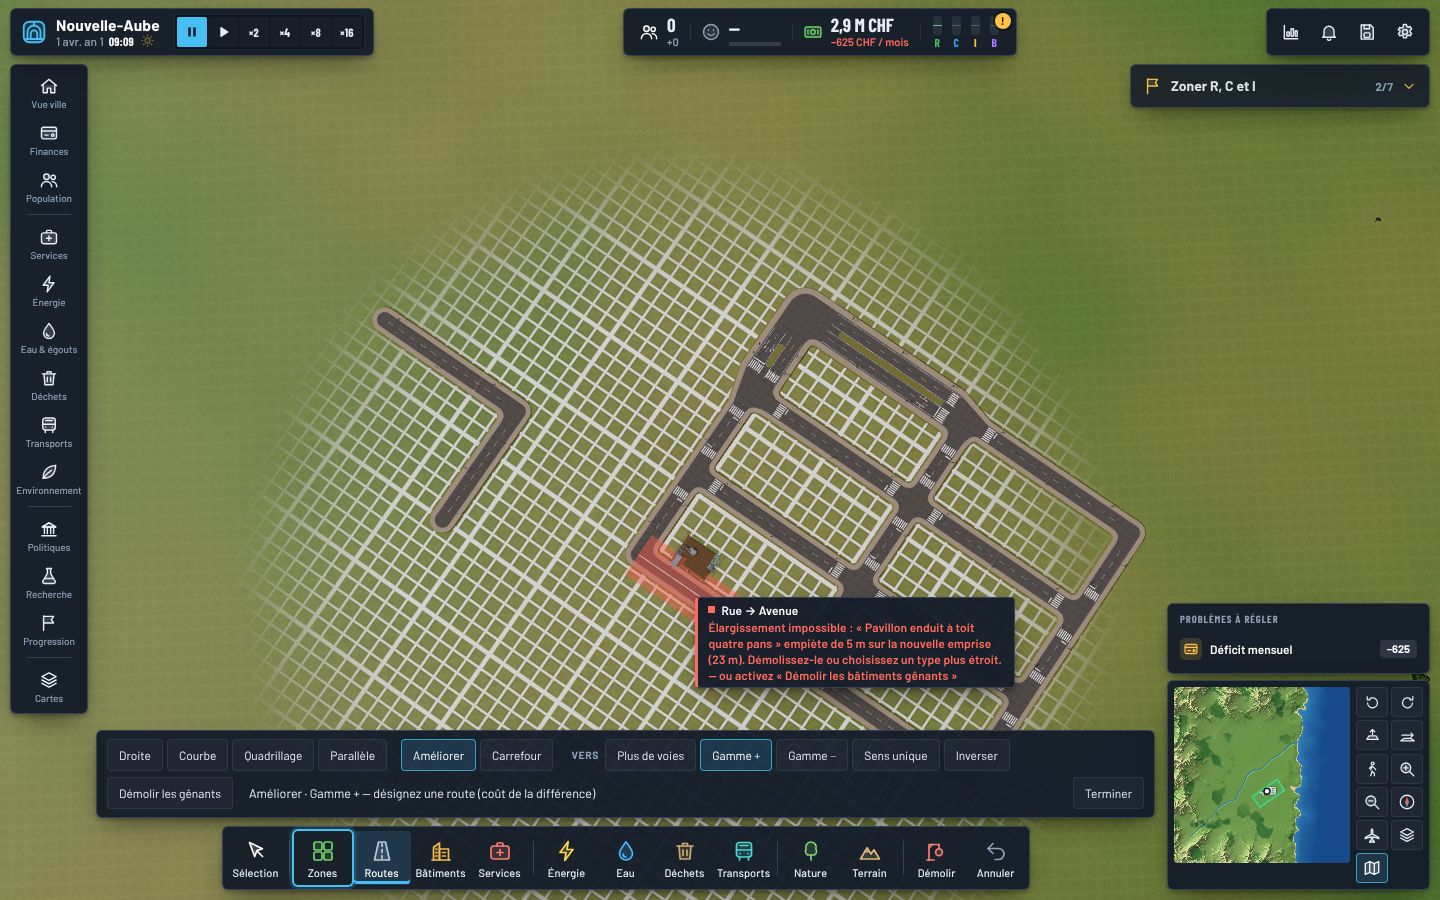 Nouvelle-Aube
1 avr. an 1 09:09
×2
×4
×8
×16
0
+0
—
2,9 M CHF
−625 CHF / mois
R
C
I
B
!
Zoner R, C et I
2/7
Vue ville
Finances
Population
Services
Énergie
Eau & égouts
Déchets
Transports
Environnement
Politiques
Recherche
Progression
Cartes
Rue → Avenue
Élargissement impossible : « Pavillon enduit à toit
quatre pans » empiète de 5 m sur la nouvelle emprise
(23 m). Démolissez-le ou choisissez un type plus étroit.
— ou activez « Démolir les bâtiments gênants »
PROBLÈMES À RÉGLER
Déficit mensuel
−625
Droite
Courbe
Quadrillage
Parallèle
Améliorer
Carrefour
VERS
Plus de voies
Gamme +
Gamme −
Sens unique
Inverser
Démolir les gênants
Améliorer · Gamme + — désignez une route (coût de la différence)
Terminer
Sélection
Zones
Routes
Bâtiments
Services
Énergie
Eau
Déchets
Transports
Nature
Terrain
Démolir
Annuler